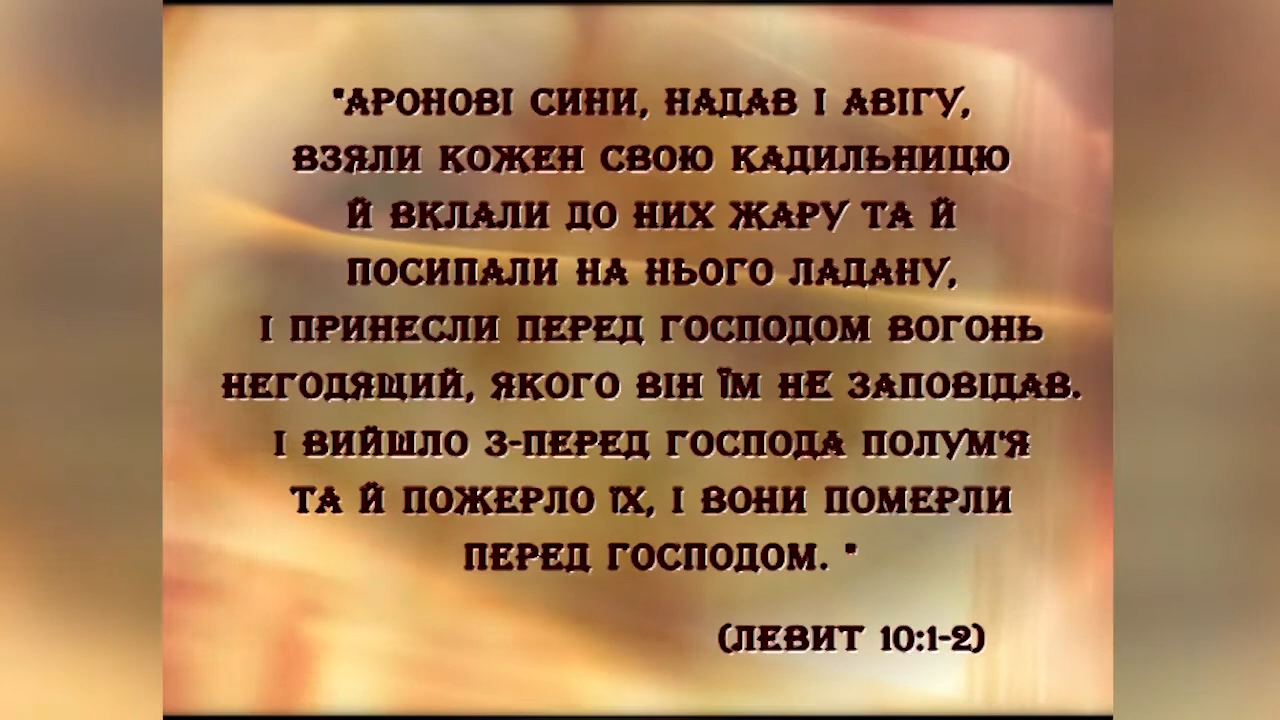 "АРОНОВІ СИНИ, НАДАВ І АВІГУ,
ВЗЯЛИ КОЖЕН СВОЮ КАДИЛЬНИЦЮ
Й ВКЛАЛИ ДО НИХ ЖАРУ ТА Й
ПОСИПАЛИ НА НЬОГО ЛАДАНУ,
І ПРИНЕСЛИ ПЕРЕД ГОСПОДОМ ВОГОНЬ
НЕГОДЯЩИЙ, ЯКОГО ВІН ЇМ НЕ ЗАПОВІДАВ.
І ВИЙШЛО З-ПЕРЕД ГОСПОДА ПОЛУМ'Я
ТА Й ПОЖЕРЛО ЇХ, І ВОНИ ПОМЕРЛИ
ПЕРЕД ГОСПОДОМ. "
(ЛЕВИТ 10:1-2)